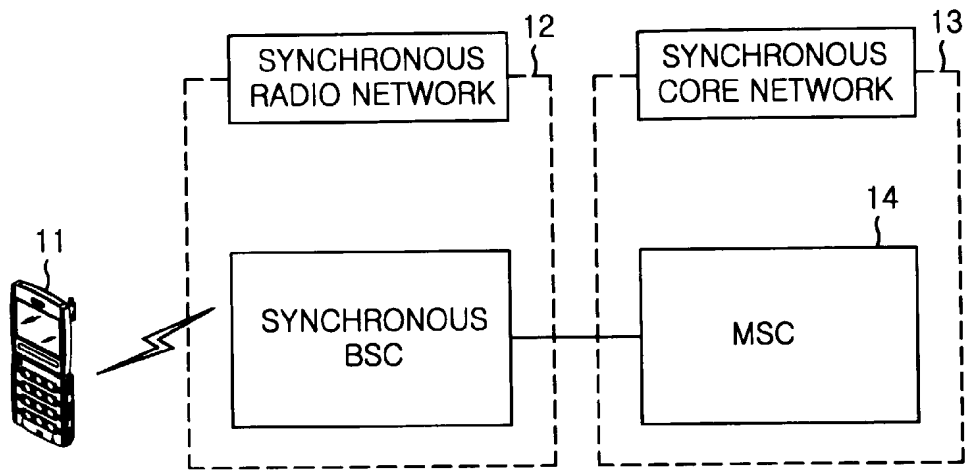 12
13
SYNCHRONOUS
RADIO NETWORK
SYNCHRONOUS
CORE NETWORK
14
11
SYNCHRONOUS
BSC
MSC